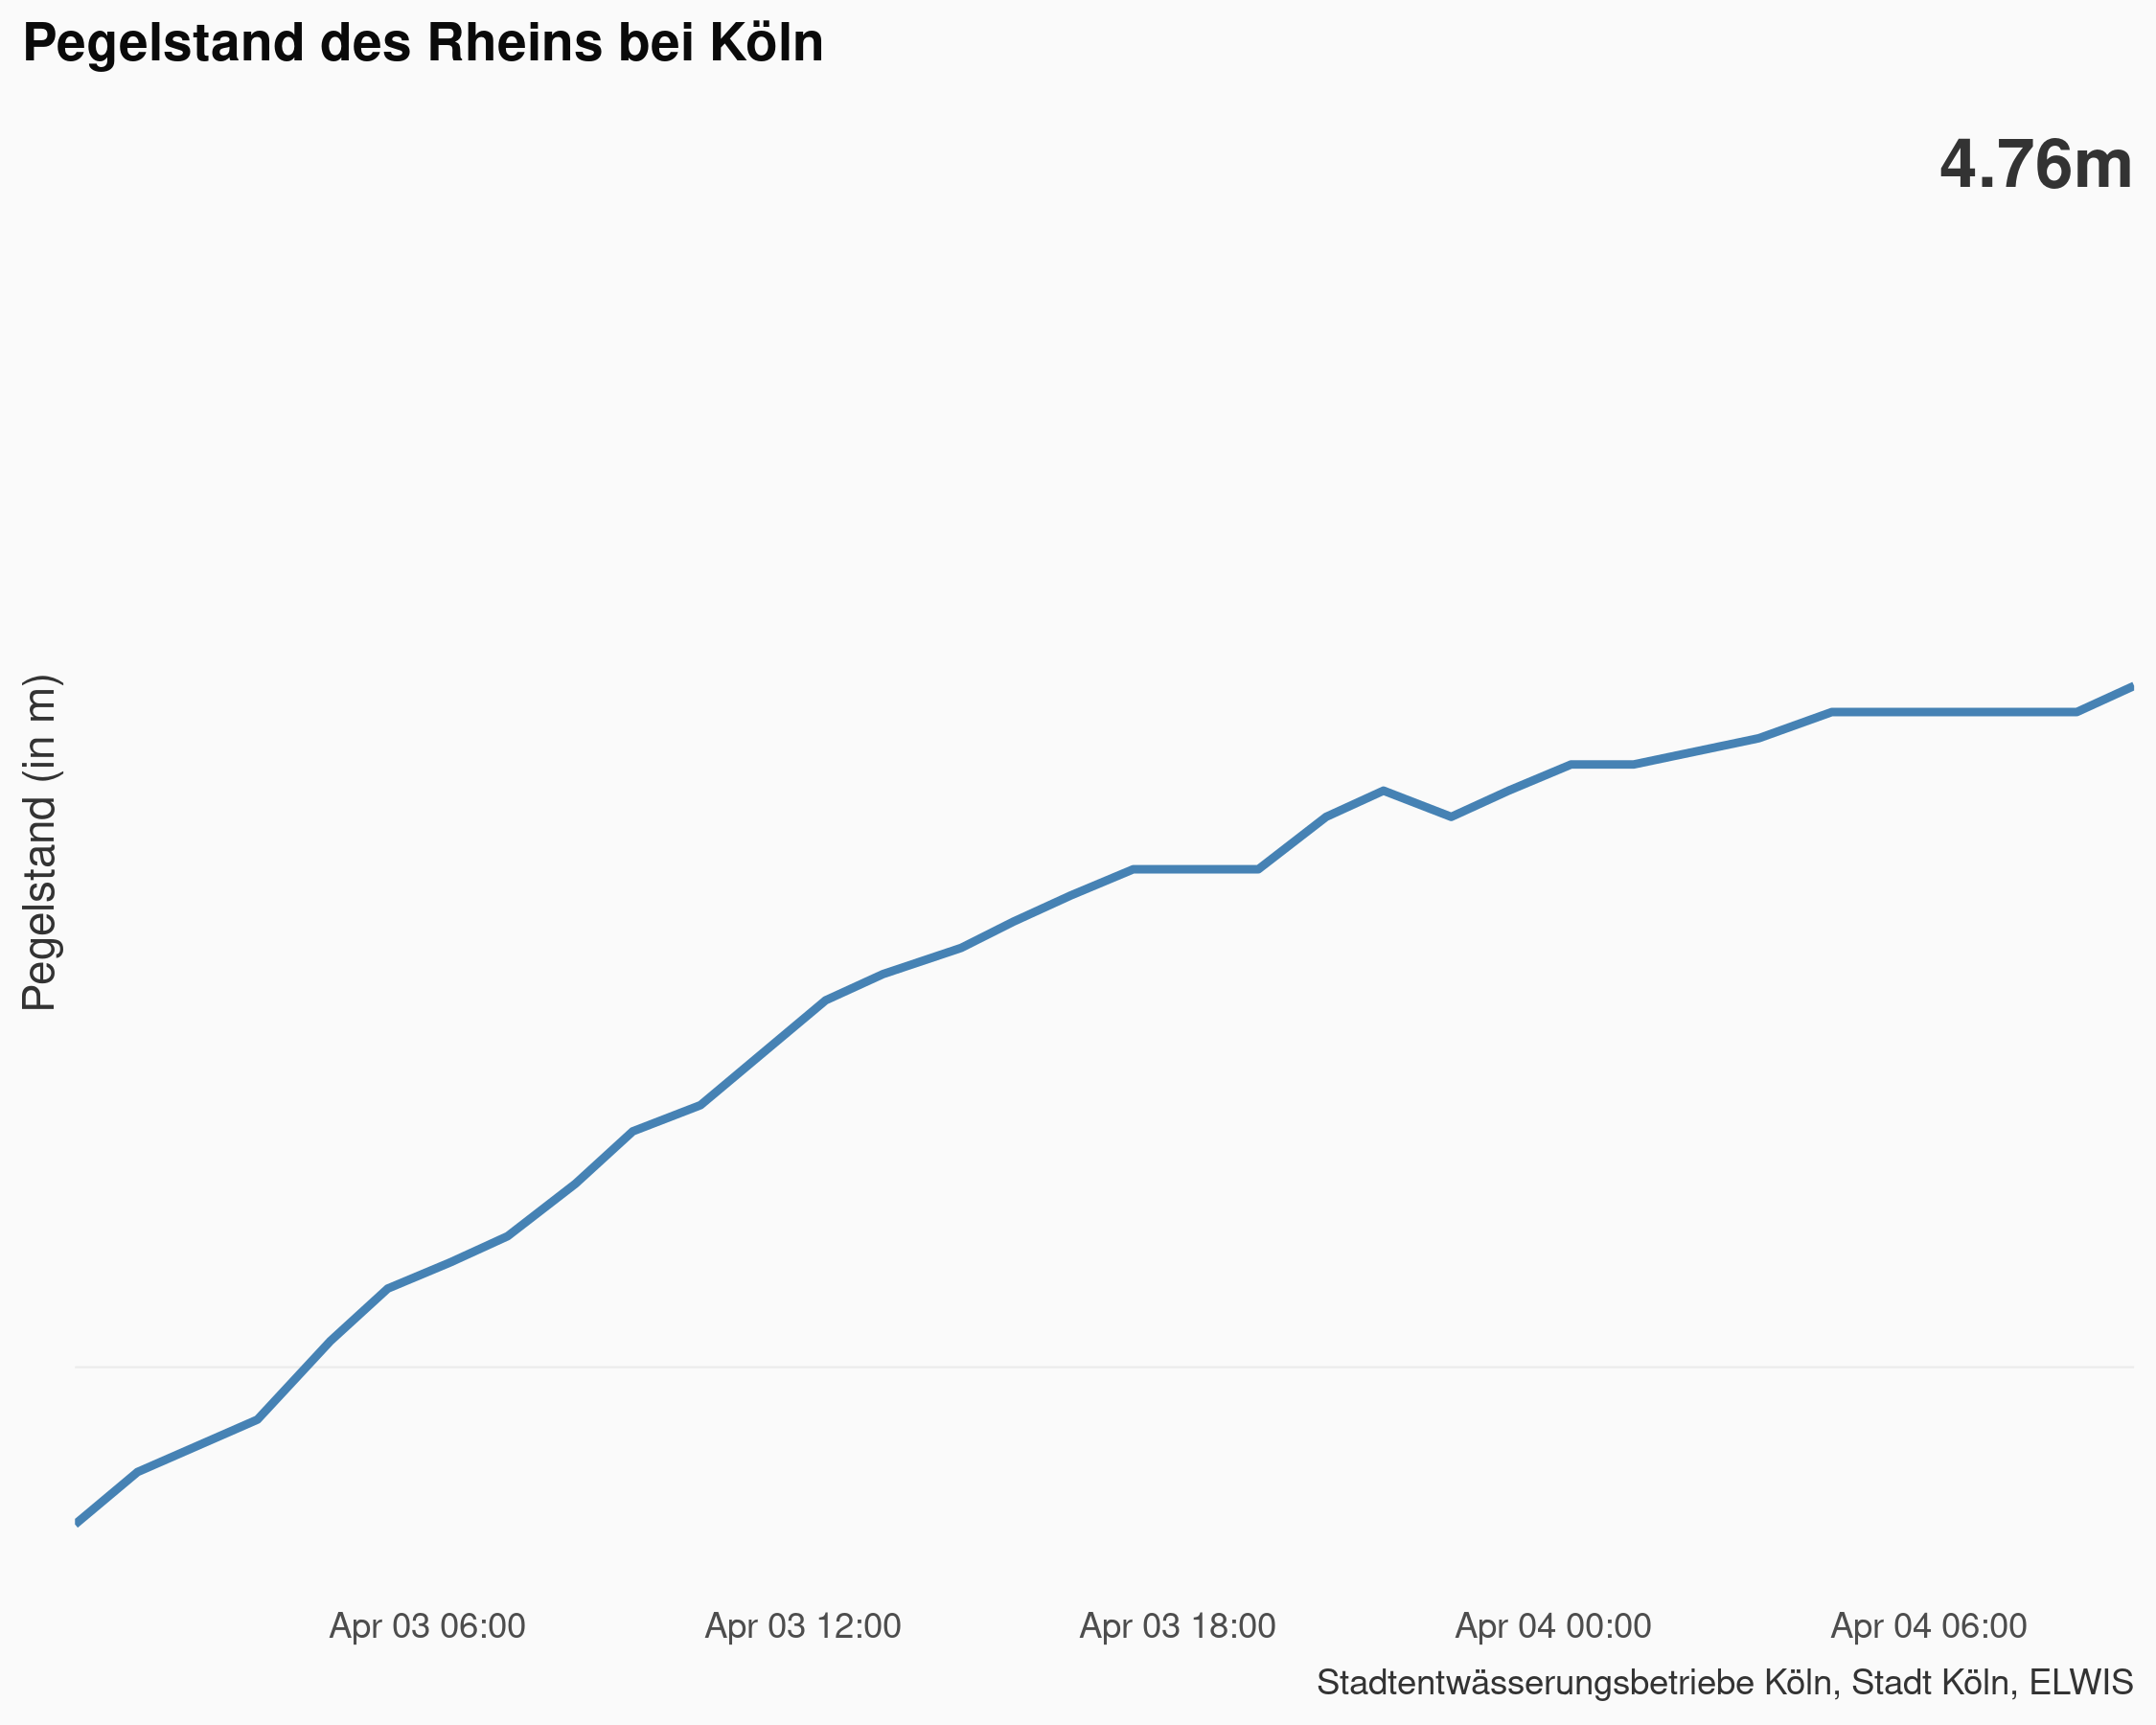 Pegelstand des Rheins bei Köln
4.76m
Pegelstand (in m)
Apr 03 06:00
Apr 03 12:00
Apr 03 18:00
Apr 04 00:00
Apr 04 06:00
Stadtentwässerungsbetriebe Köln, Stadt Köln, ELWIS